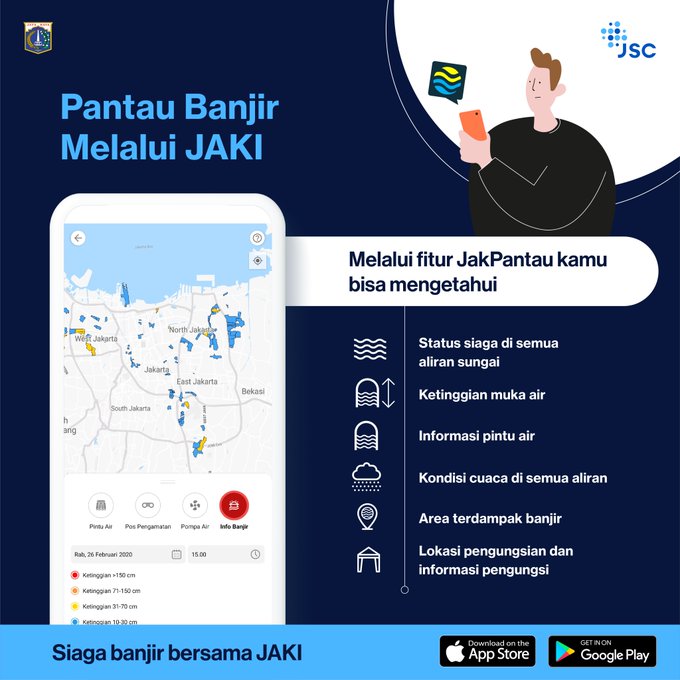 JSC
Pantau Banjir
Melalui JAKI
Melalui fitur JakPantau kamu
bisa mengetahui
Status siaga di semua
aliran sungai
Ketinggian muka air
Informasi pintu air
Kondisi cuaca di semua aliran
Area terdampak banjir
Lokasi pengungsian dan
informasi pengungsi
Jakarta Bay
North Jakarta
West Jakarta
Jakarta
East Jakarta
Bekasi
South Jakarta
Pintu Air
Pos Pengamatan
Pompa Air
Info Banjir
Rab, 26 Februari 2020
15.00
Ketinggian >150 cm
Ketinggian 71-150 cm
Ketinggian 31-70 cm
Ketinggian 10-30 cm
Siaga banjir bersama JAKI
Download on the
App Store
GET IN ON
Google Play